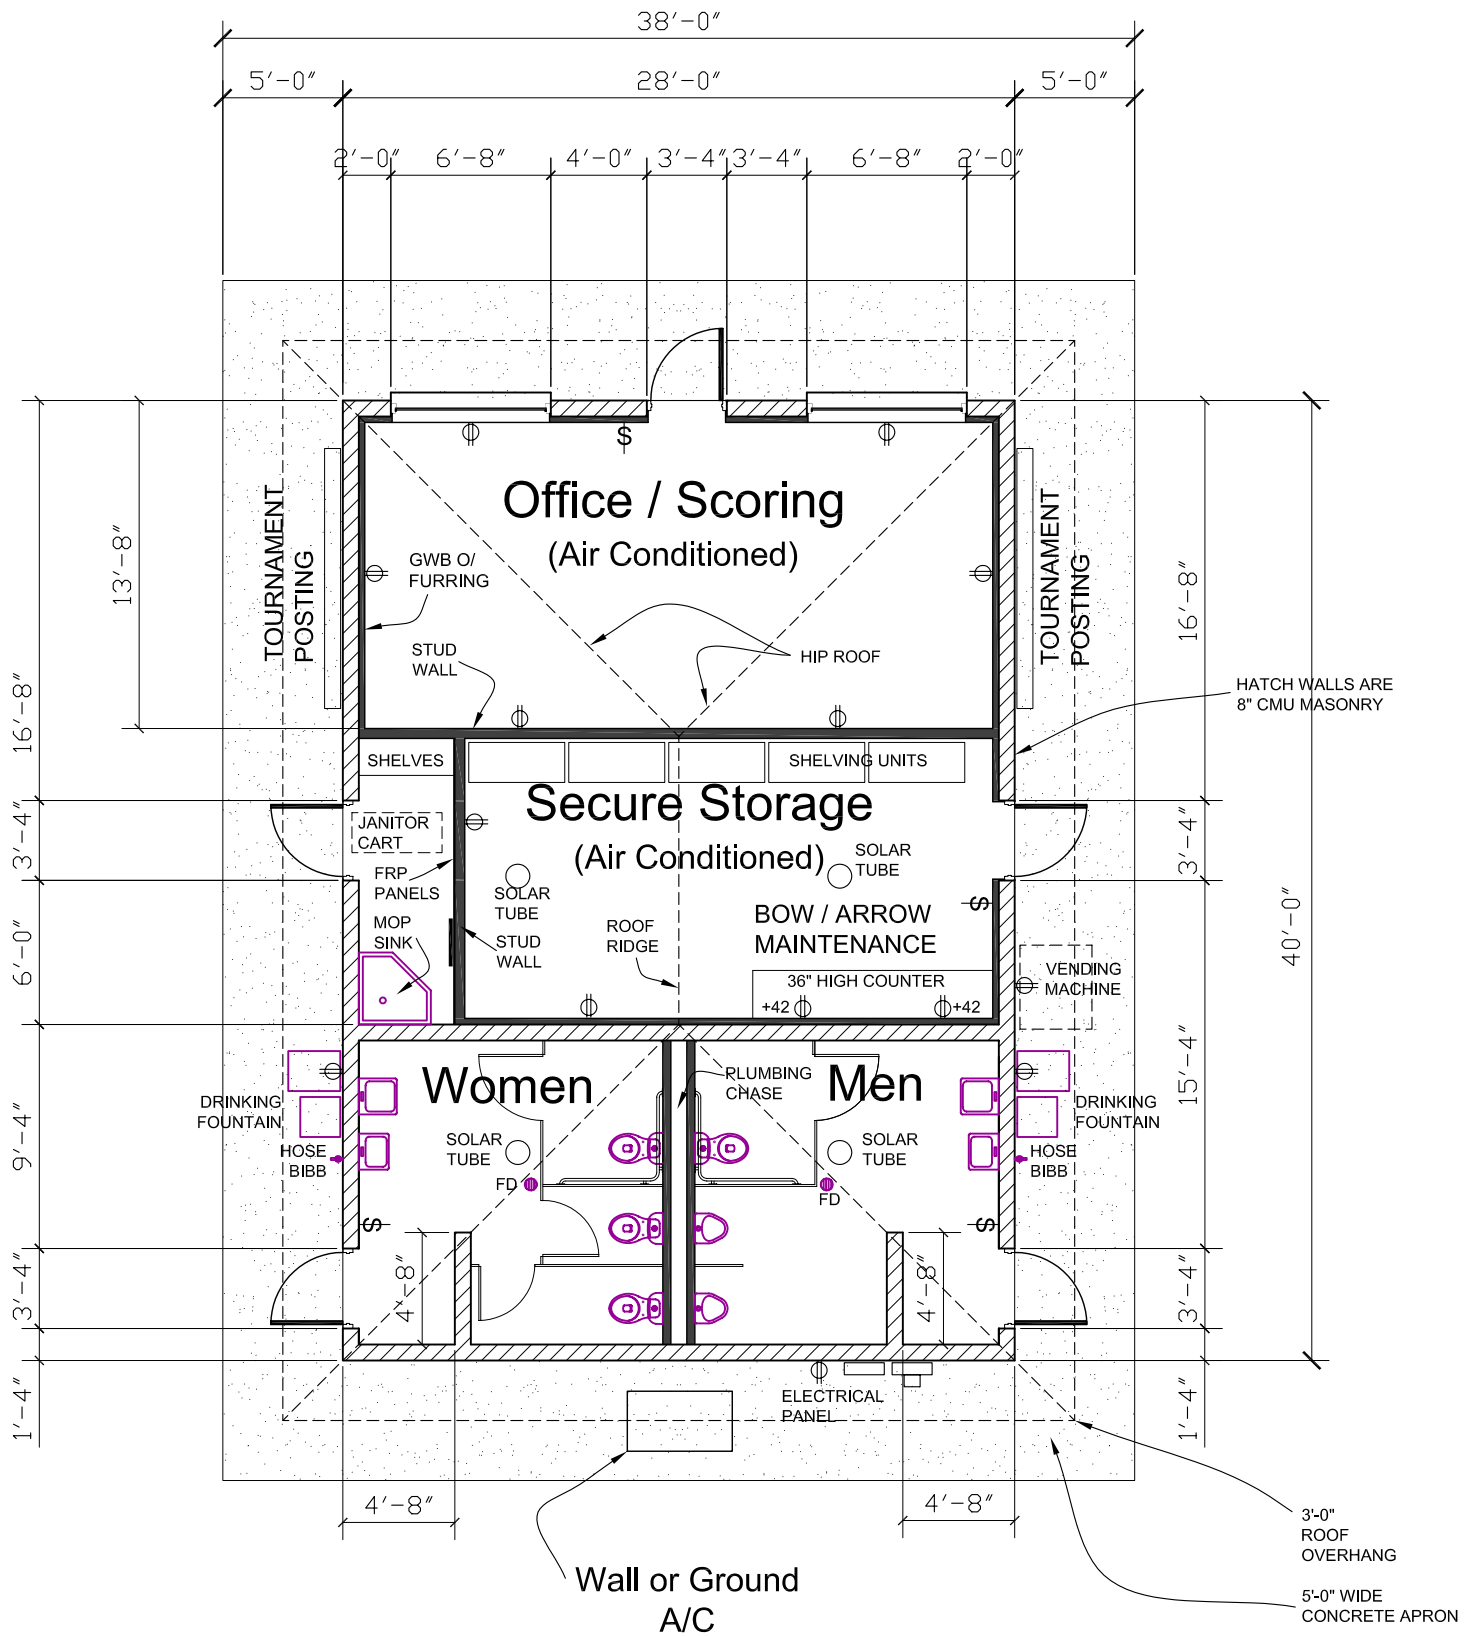 38'-0"
5'-0"
28'-0"
5'-0"
2'-0"
6'-8"
4'-0"
3'-4"
3'-4"
6'-8"
2'-0"
S
Office / Scoring
(Air Conditioned)
TOURNAMENT
POSTING
TOURNAMENT
POSTING
13'-8"
16'-8"
GWB O/
FURRING
STUD
WALL
HIP ROOF
HATCH WALLS ARE
8" CMU MASONRY
16'-8"
SHELVES
SHELVING UNITS
Secure Storage
(Air Conditioned)
JANITOR
CART
3'-4"
3'-4"
FRP
PANELS
SOLAR
TUBE
SOLAR
TUBE
MOP
SINK
STUD
WALL
ROOF
RIDGE
BOW / ARROW
MAINTENANCE
S
40'-0"
6'-0"
36" HIGH COUNTER
+42
+42
VENDING
MACHINE
Women
Men
PLUMBING
CHASE
15'-4"
DRINKING
FOUNTAIN
DRINKING
FOUNTAIN
9'-4"
HOSE
BIBB
SOLAR
TUBE
SOLAR
TUBE
HOSE
BIBB
FD
FD
S
S
3'-4"
4'-8"
4'-8"
3'-4"
1'-4"
ELECTRICAL
PANEL
1'-4"
4'-8"
4'-8"
3'-0"
ROOF
OVERHANG
Wall or Ground
A/C
5'-0" WIDE
CONCRETE APRON